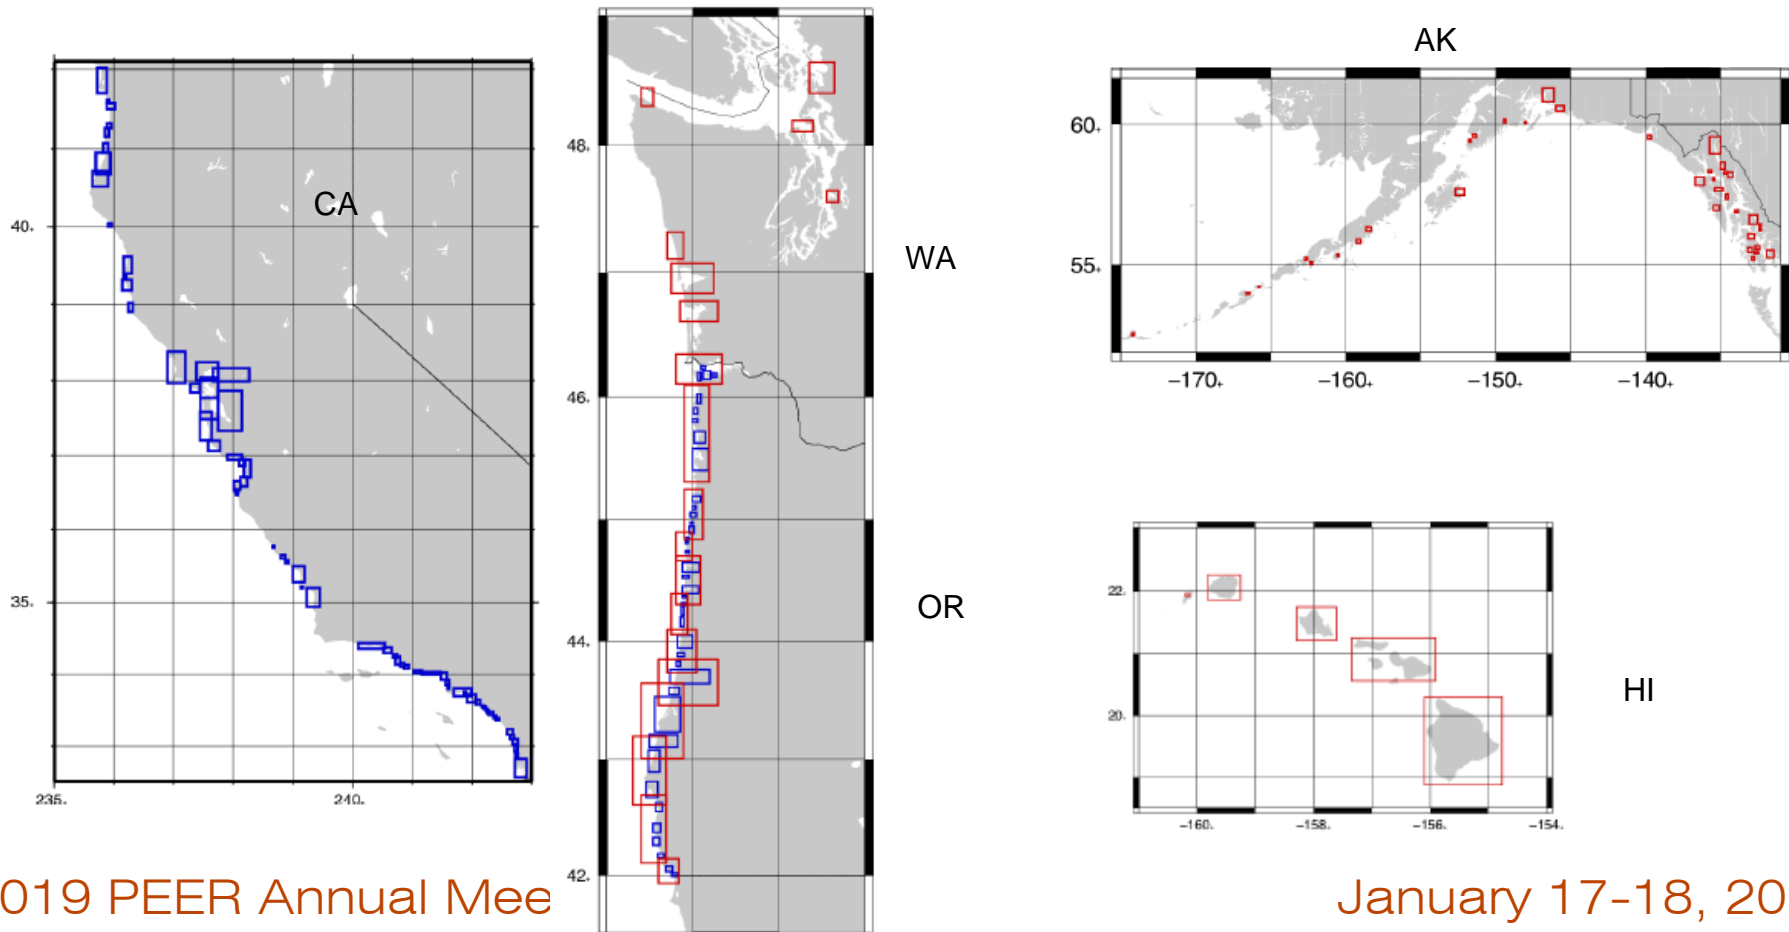 AK
60.
55.
-170.
-160.
-150.
-140.
CA
40.
35.
235.
240.
WA
OR
48.
46.
44.
42.
HI
22.
20.
-160.
-158.
-156.
-154.
019 PEER Annual Mee
January 17-18, 20